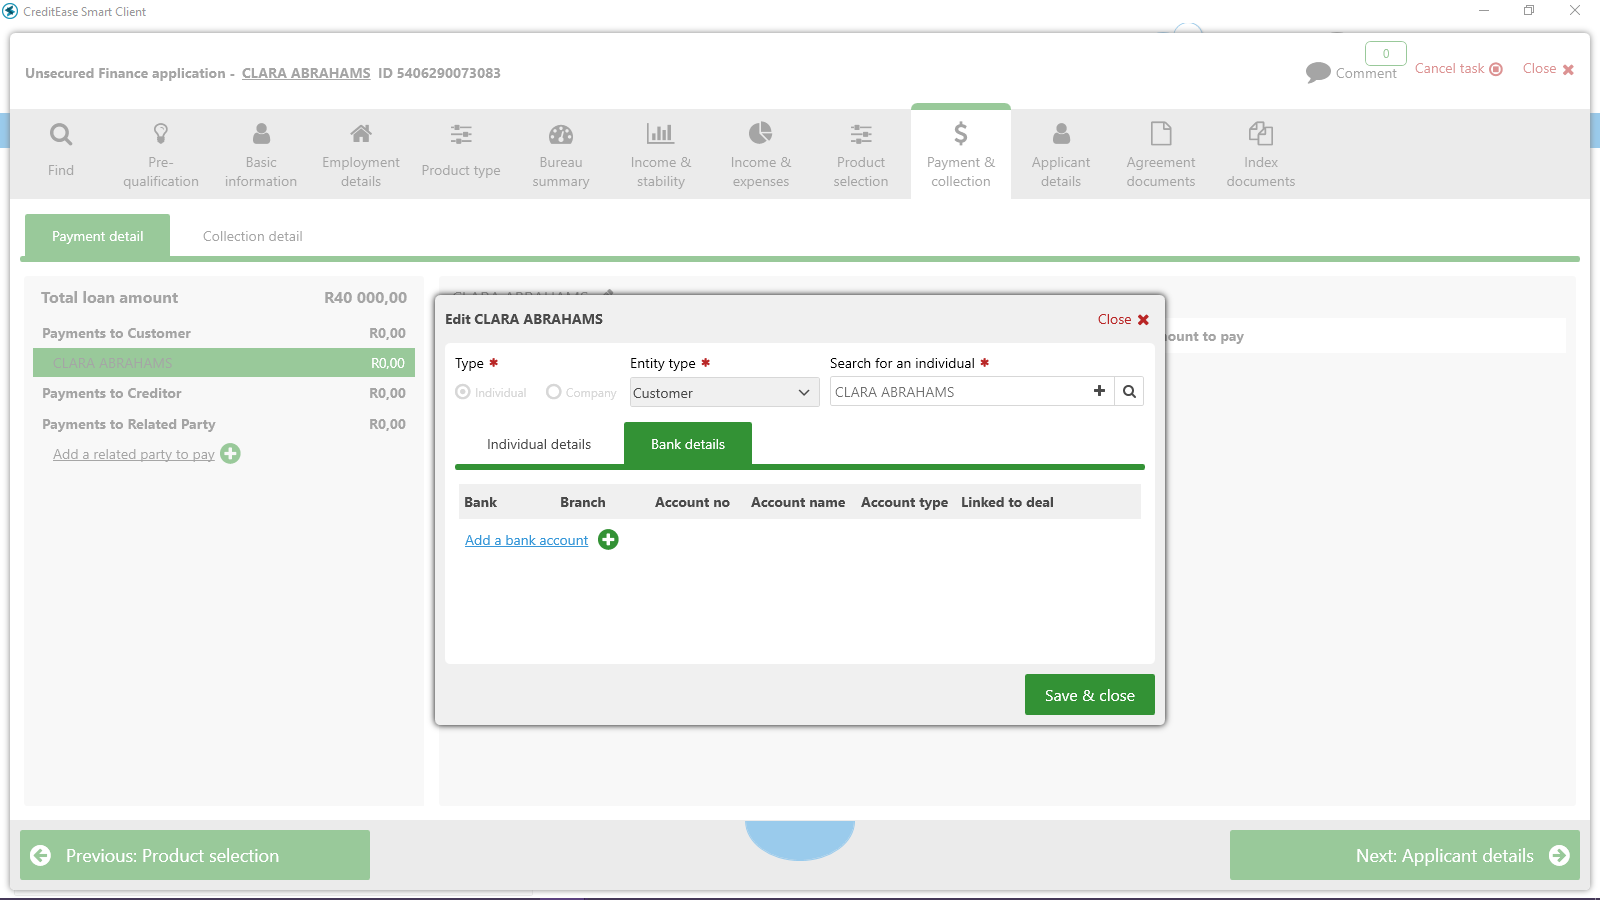 CreditEase Smart Client
Unsecured Finance application - CLARA ABRAHAMS ID 5406290073083
0
Comment
Cancel task
Close
Find
Pre-
qualification
Basic
information
Employment
details
Product type
Bureau
summary
Income &
stability
Income &
expenses
Product
selection
Payment &
collection
Applicant
details
Agreement
documents
Index
documents
Payment detail
Collection detail
Total loan amount R40 000,00
Payments to Customer R0,00
CLARA ABRAHAMS R0,00
Payments to Creditor R0,00
Payments to Related Party R0,00
Add a related party to pay
CLARA ABRAHAMS
ount to pay
Edit CLARA ABRAHAMS
Close
Type *
Entity type *
Search for an individual *
Individual
Company
Customer
CLARA ABRAHAMS
Individual details
Bank details
Bank Branch Account no Account name Account type Linked to deal
Add a bank account
Save & close
Previous: Product selection
Next: Applicant details